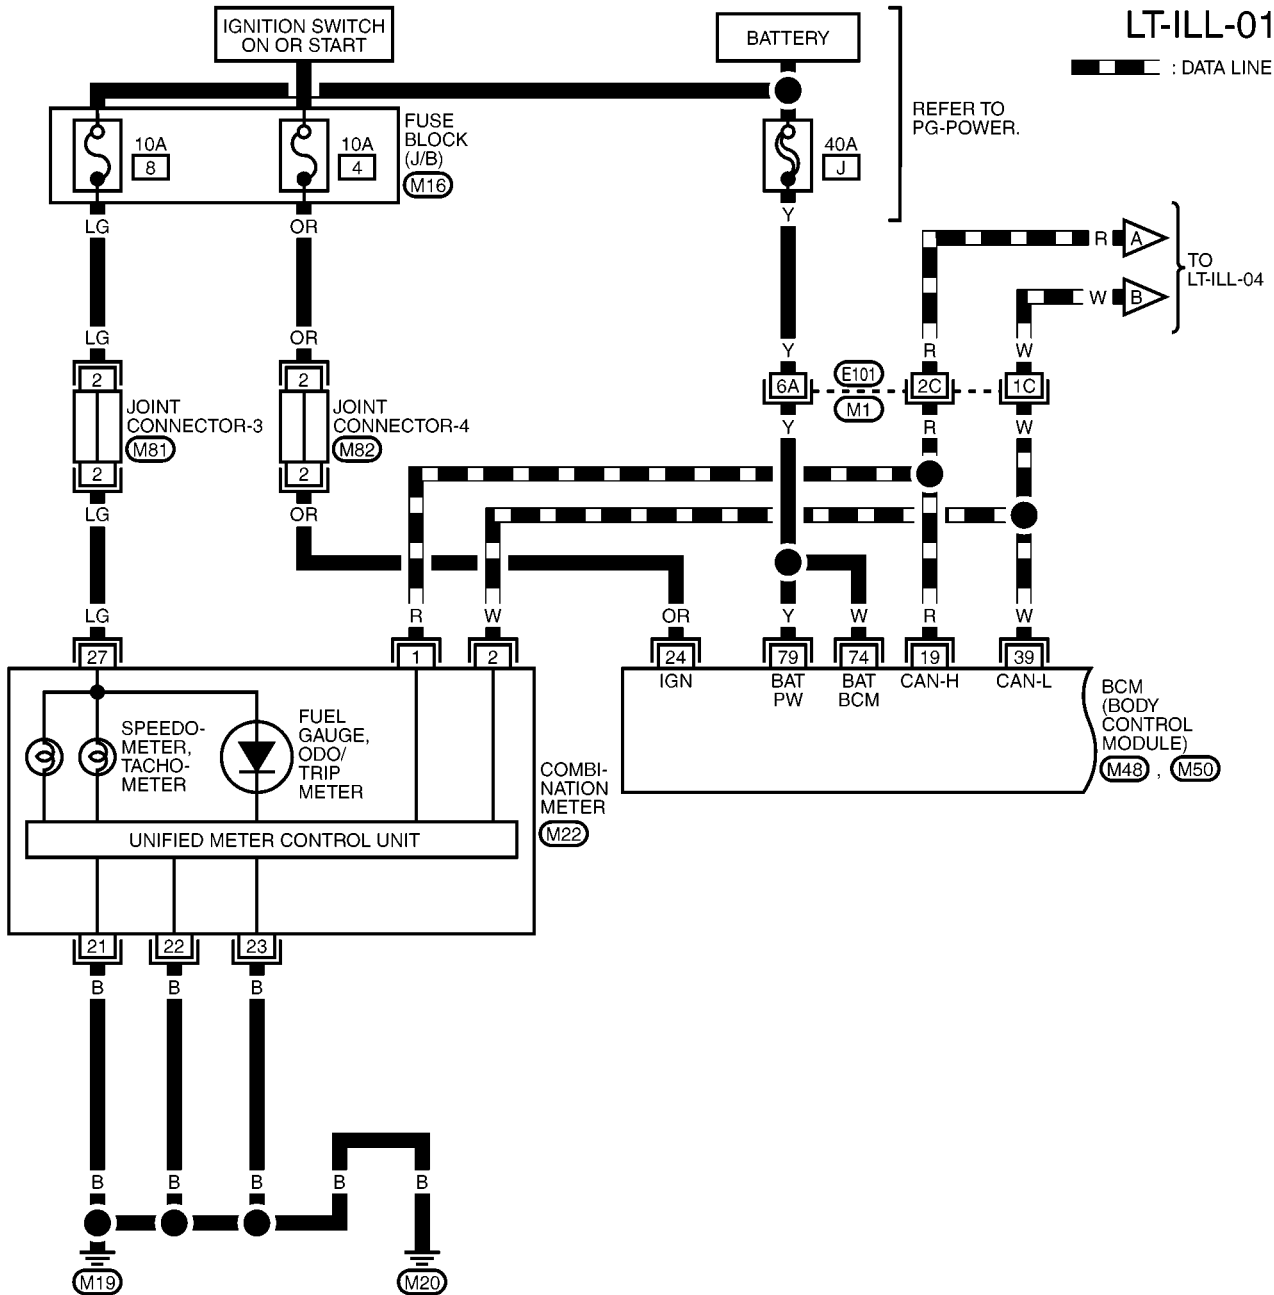 LT-ILL-01
IGNITION SWITCH
ON OR START
BATTERY
: DATA LINE
REFER TO
PG-POWER.
10A
8
10A
4
FUSE
BLOCK
(J/B)
M16
40A
J
LG
OR
Y
R
A
W
B
TO
LT-ILL-04
LG
OR
Y
R
W
2
2
6A
E101
M1
2C
1C
JOINT
CONNECTOR-3
M81
JOINT
CONNECTOR-4
M82
Y
R
W
2
2
LG
OR
LG
R
W
OR
Y
W
R
W
27
1
2
24
79
74
19
39
IGN
BAT
PW
BAT
BCM
CAN-H
CAN-L
BCM
(BODY
CONTROL
MODULE)
M48 , M50
SPEEDO-
METER,
TACHO-
METER
FUEL
GAUGE,
ODO/
TRIP
METER
COMBI-
NATION
METER
M22
UNIFIED METER CONTROL UNIT
21
22
23
B
B
B
B
B
B
B
B
M19
M20